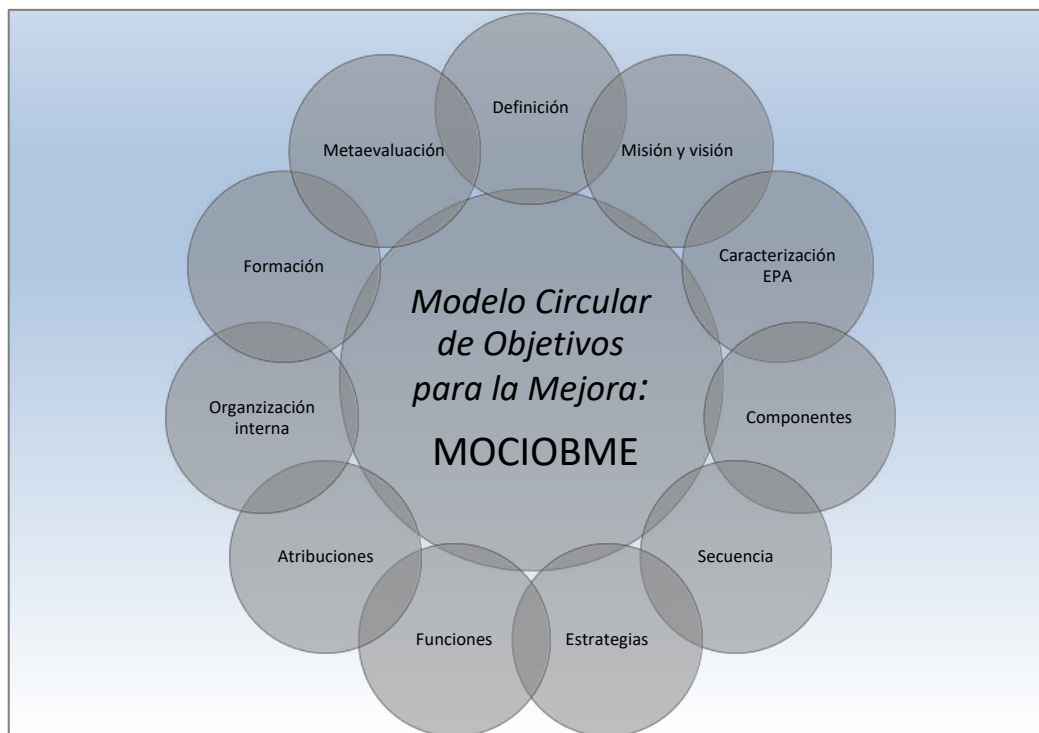 Definición
Misión y visión
Caracterización
EPA
Componentes
Secuencia
Estrategias
Funciones
Atribuciones
Organzización
interna
Formación
Metaevaluación
Modelo Circular
de Objetivos
para la Mejora:
MOCIOBME